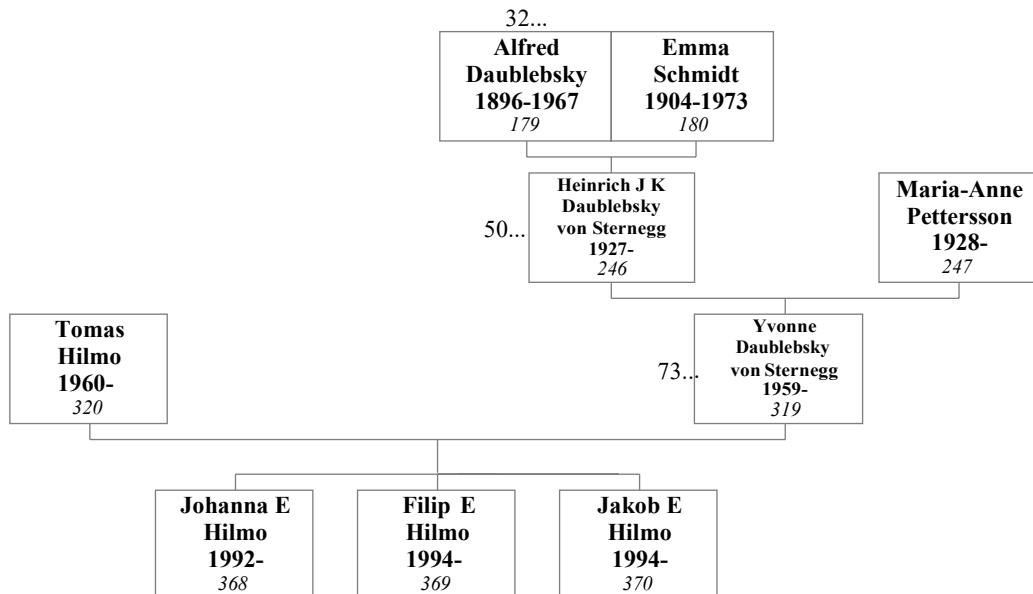 32...
Alfred
Daublebsky
1896-1967
179
Emma
Schmidt
1904-1973
180
50...
Heinrich J K
Daublebsky
von Sternegg
1927-
246
Maria-Anne
Pettersson
1928-
247
Tomas
Hilmo
1960-
320
73...
Yvonne
Daublebsky
von Sternegg
1959-
319
Johanna E
Hilmo
1992-
368
Filip E
Hilmo
1994-
369
Jakob E
Hilmo
1994-
370